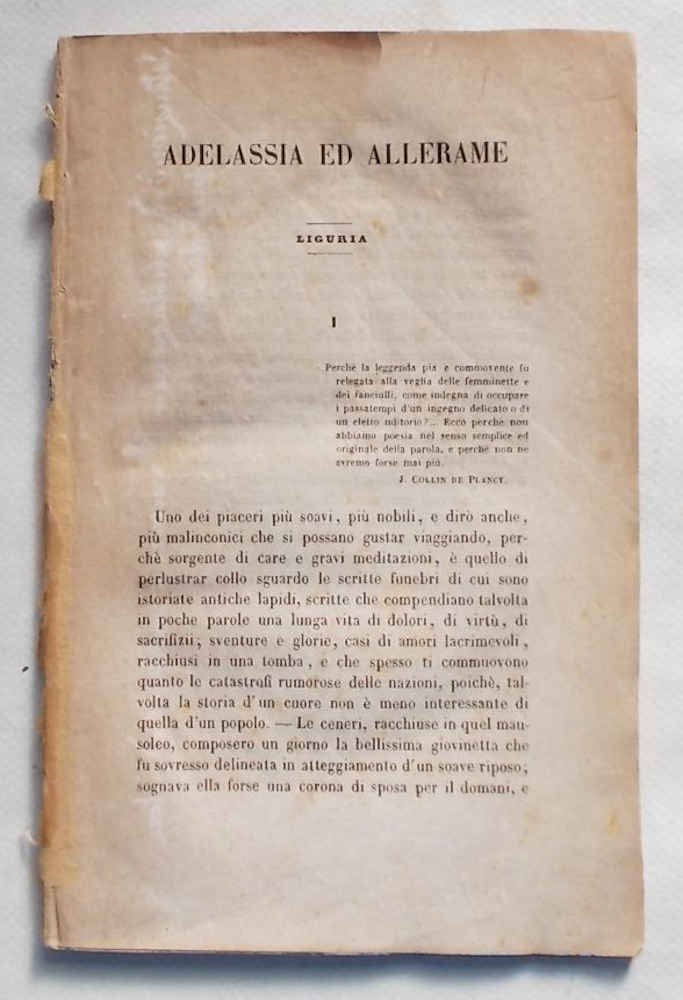 ADELASSIA ED ALLERAME
LIGURIA
I
Perchè la leggenda pia e commovente fu
relegata alla veglia delle femminette e
dei fanciulli, come indegna di occupare
i passatempi d'un ingegno delicato o di
un eletto uditorio?... Ecco perchè non
abbiamo poesia nel senso semplice ed
originale della parola, e perchè non ne
avremo forse mai più.
J. COLLIN DE PLANCY.
Uno dei piaceri più soavi, più nobili, e dirò anche,
più malinconici che si possano gustar viaggiando, per-
chè sorgente di care e gravi meditazioni, è quello di
perlustrar collo sguardo le scritte funebri di cui sono
istoriate antiche lapidi, scritte che compendiano talvolta
in poche parole una lunga vita di dolori, di virtù, di
sacrifizii, sventure e glorie, casi di amori lacrimevoli,
racchiusi in una tomba, e che spesso ti commuovono
quanto le catastrofi rumorose delle nazioni, poichè, tal-
volta la storia d'un cuore non è meno interessante di
quella d'un popolo. — Le ceneri, racchiuse in quel mau-
soleo, composero un giorno la bellissima giovinetta che
fu sovresso delineata in atteggiamento d'un soave riposo;
sognava ella forse una corona di sposa per il domani, e